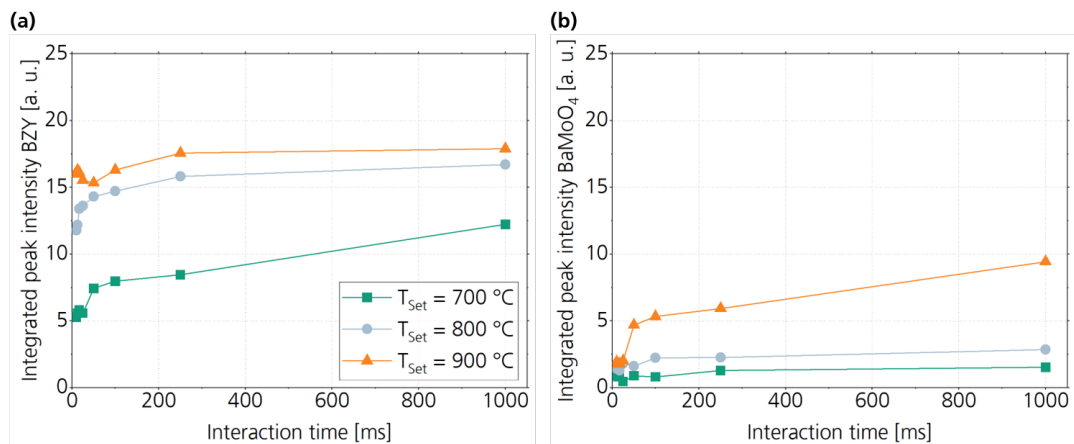 (a)
Integrated peak intensity BZY [a. u.]
25
20
15
10
5
0
0 200 400 600 800 1000
Interaction time [ms]
T_Set = 700 °C
T_Set = 800 °C
T_Set = 900 °C
(b)
Integrated peak intensity BaMoO₄ [a. u.]
25
20
15
10
5
0
0 200 400 600 800 1000
Interaction time [ms]